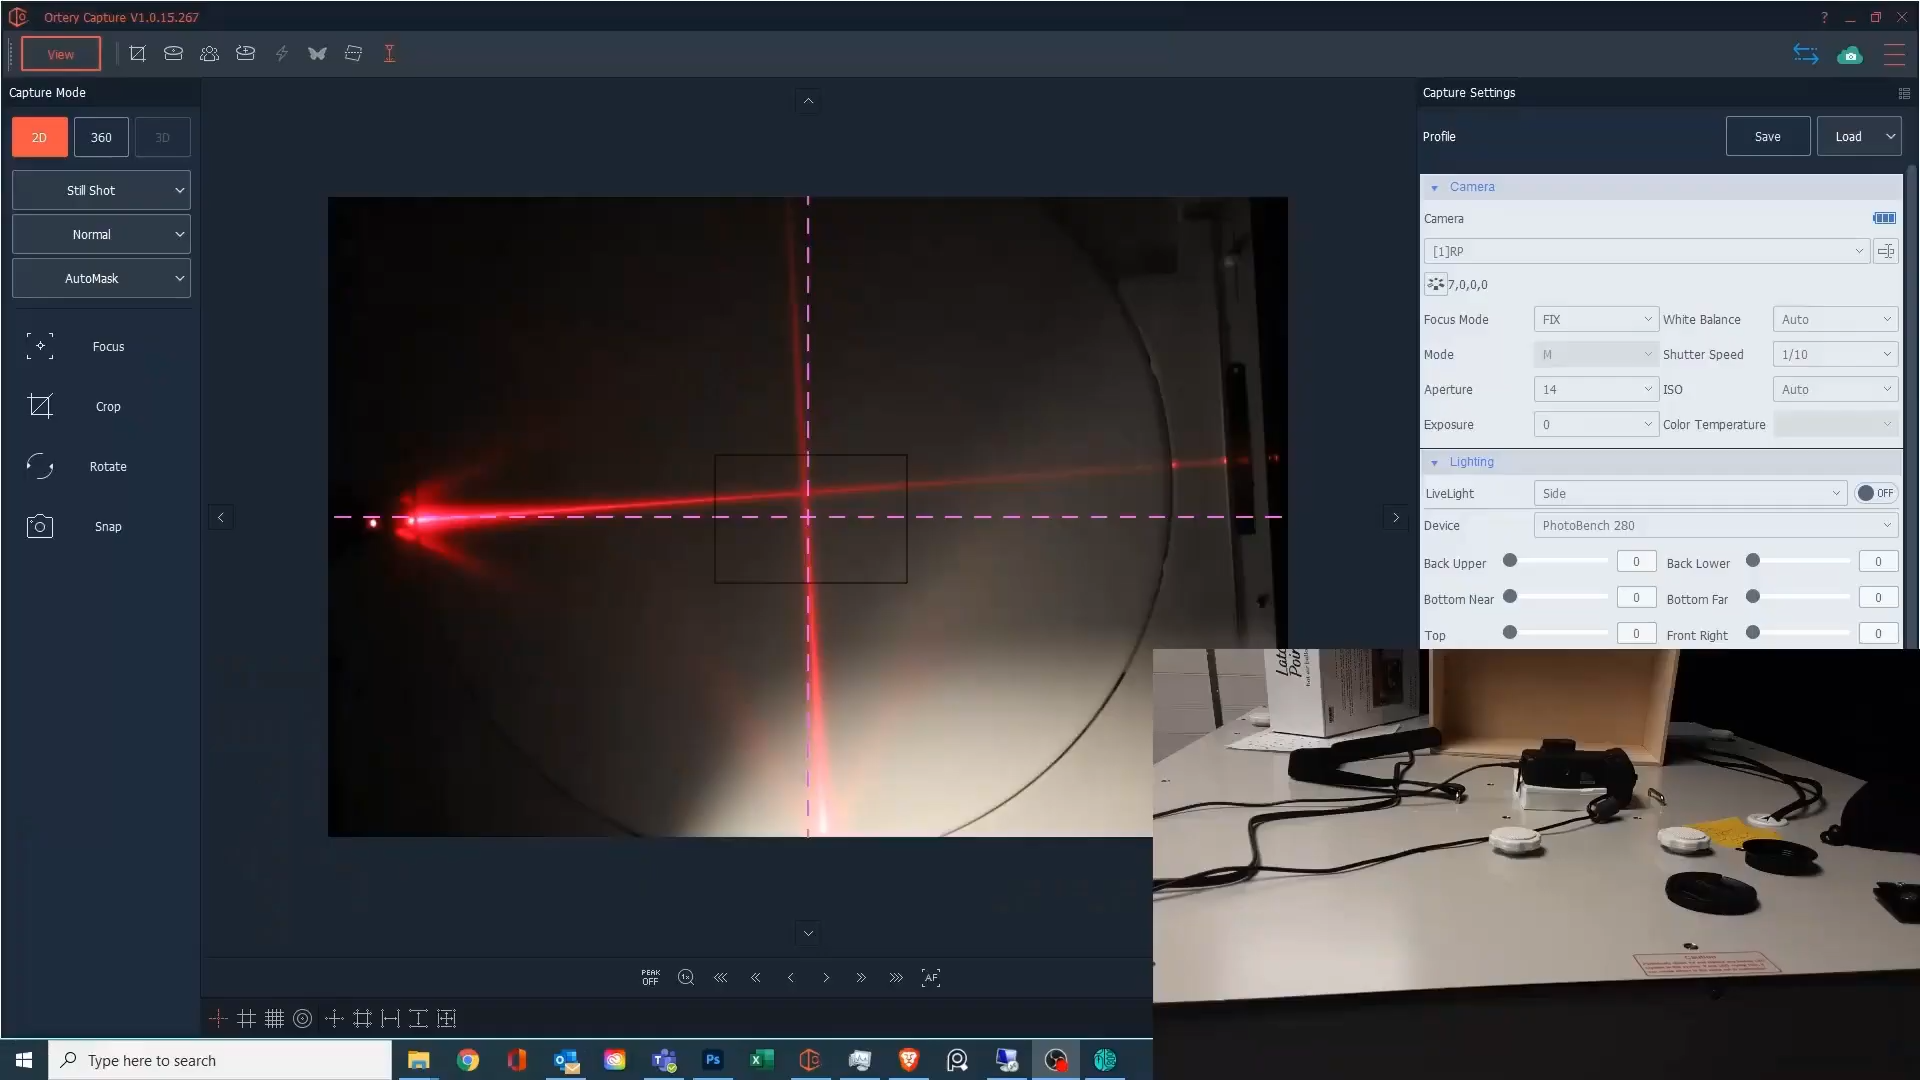 Ortery Capture V1.0.15.267
?
View
Capture Mode
2D
360
3D
Still Shot
Normal
AutoMask
Focus
Crop
Rotate
Snap
Capture Settings
Profile
Save
Load
Camera
Camera
[1]RP
7,0,0,0
Focus Mode
FIX
White Balance
Auto
Mode
M
Shutter Speed
1/10
Aperture
14
ISO
Auto
Exposure
0
Color Temperature
Lighting
LiveLight
Side
OFF
Device
PhotoBench 280
Back Upper
0
Back Lower
0
Bottom Near
0
Bottom Far
0
Top
0
Front Right
0
PEAK
OFF
1x
AF
Type here to search
Ps